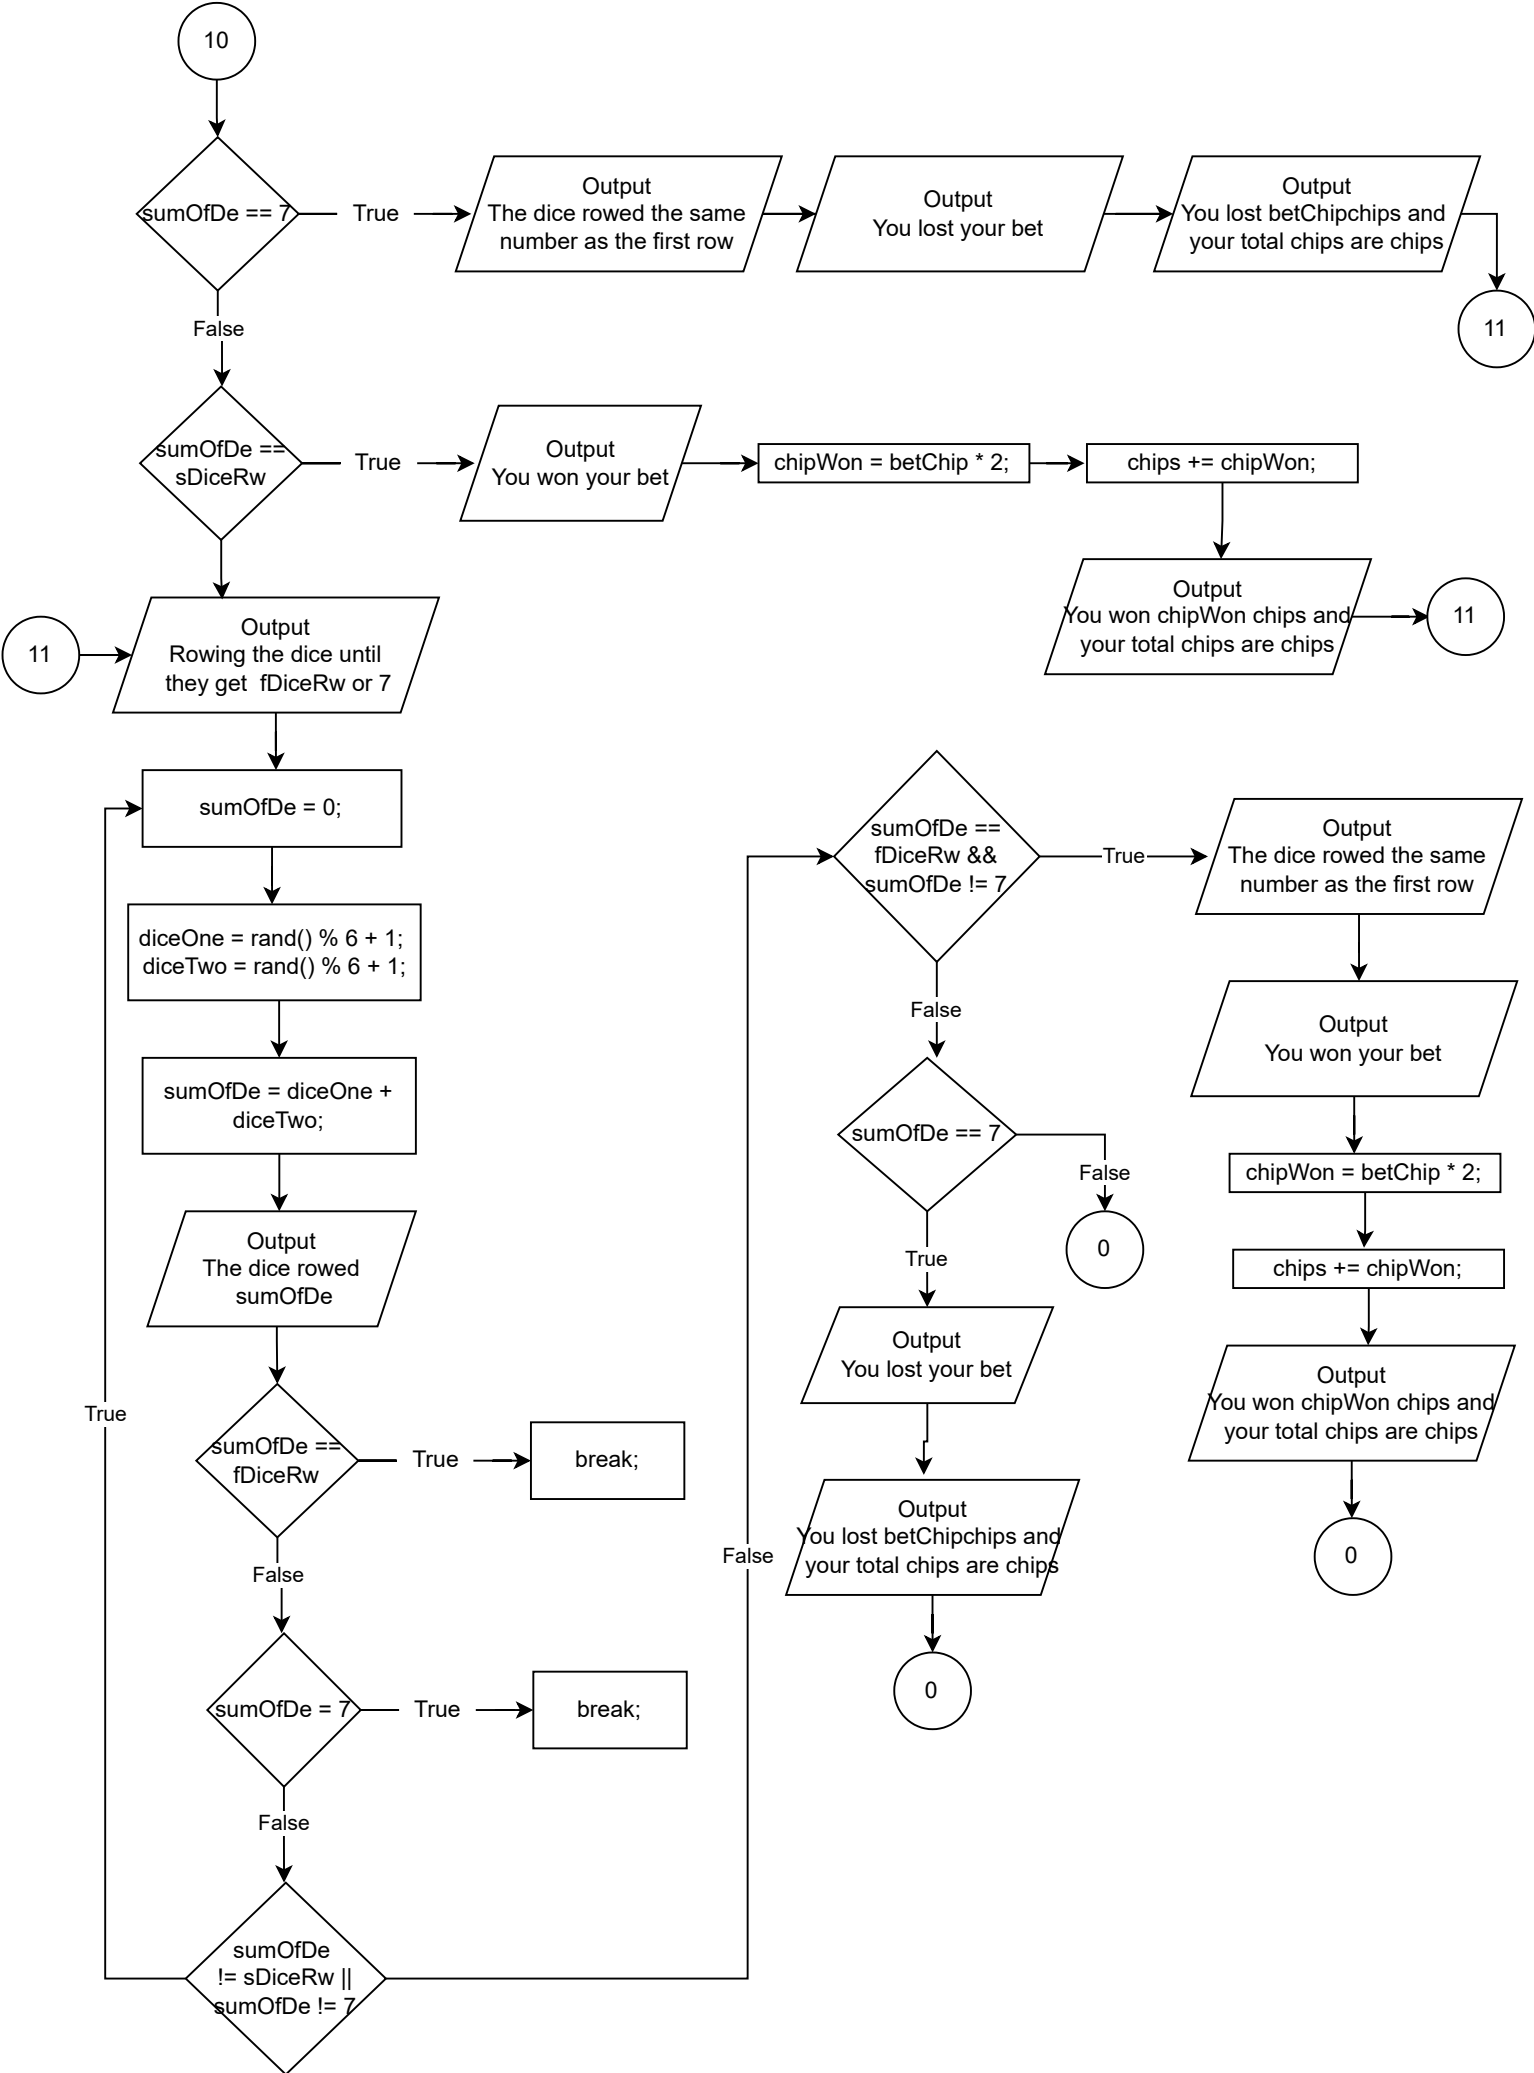 10
sumOfDe == 7
True
Output
The dice rowed the same
number as the first row
Output
You lost your bet
Output
You lost betChipchips and
your total chips are chips
11
False
sumOfDe ==
sDiceRw
True
Output
You won your bet
chipWon = betChip * 2;
chips += chipWon;
Output
You won chipWon chips and
your total chips are chips
11
11
Output
Rowing the dice until
they get  fDiceRw or 7
sumOfDe = 0;
diceOne = rand() % 6 + 1;
diceTwo = rand() % 6 + 1;
sumOfDe = diceOne +
diceTwo;
Output
The dice rowed
sumOfDe
True
sumOfDe ==
fDiceRw
True
break;
False
sumOfDe = 7
True
break;
False
sumOfDe
!= sDiceRw ||
sumOfDe != 7
False
sumOfDe ==
fDiceRw &&
sumOfDe != 7
True
Output
The dice rowed the same
number as the first row
Output
You won your bet
chipWon = betChip * 2;
chips += chipWon;
Output
You won chipWon chips and
your total chips are chips
0
False
sumOfDe == 7
False
0
True
Output
You lost your bet
Output
You lost betChipchips and
your total chips are chips
0